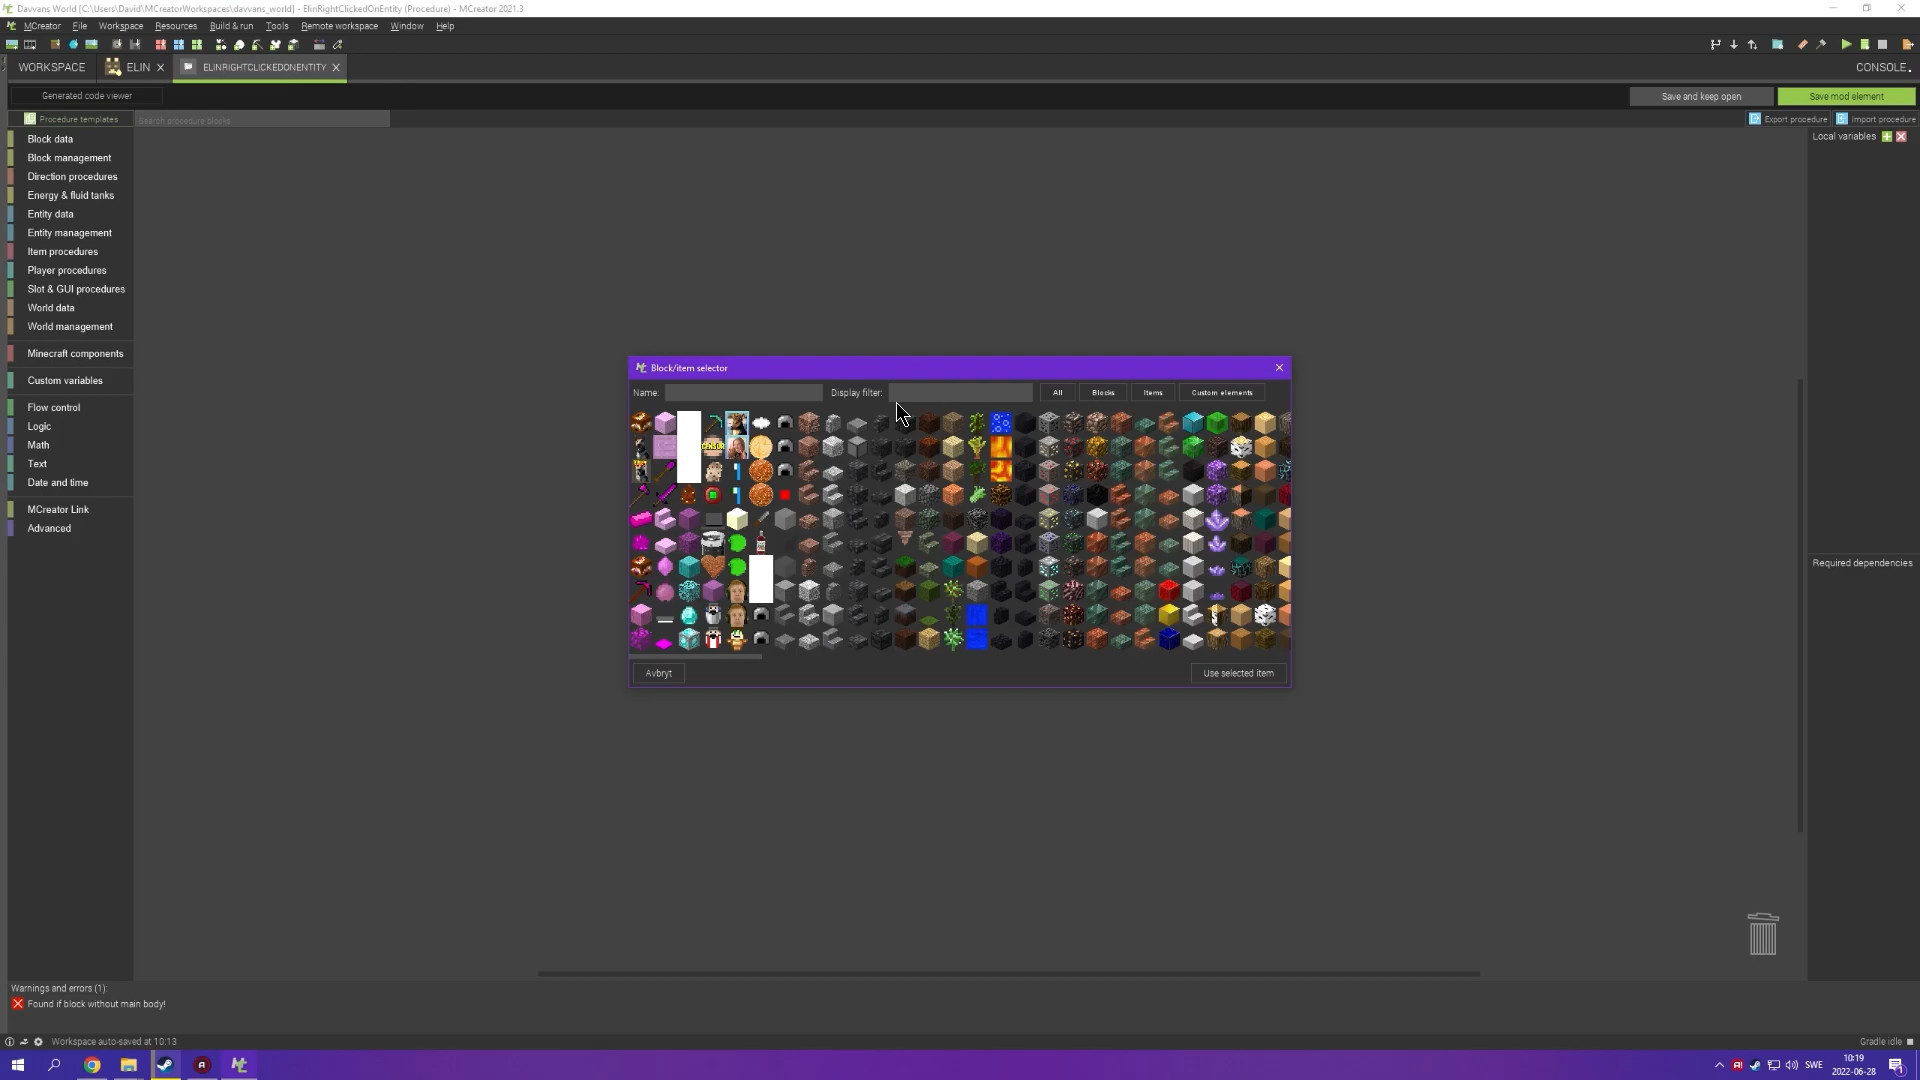 Davvans World [C:\Users\David\MCreatorWorkspaces\davvans_world] - ElinRightClickedOnEntity (Procedure) - MCreator 2021.3
MCreator File Workspace Resources Build & run Tools Remote workspace Window Help
WORKSPACE ELIN ELINRIGHTCLICKEDONENTITY CONSOLE
Generated code viewer Save and keep open Save mod element
Procedure templates Search procedure blocks Export procedure Import procedure
Local variables
Block data
Block management
Direction procedures
Energy & fluid tanks
Entity data
Entity management
Item procedures
Player procedures
Slot & GUI procedures
World data
World management
Minecraft components
Custom variables
Flow control
Logic
Math
Text
Date and time
MCreator Link
Advanced
Block/item selector
Name: Display filter: All Blocks Items Custom elements
CENSOR
Avbryt Use selected item
Required dependencies
Warnings and errors (1):
Found if block without main body!
Workspace auto-saved at 10:13 Gradle idle
SWE 10:19
2022-06-28